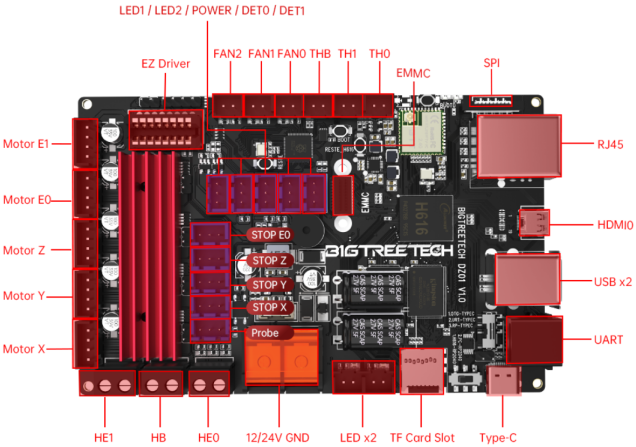 LED1 / LED2 / POWER / DET0 / DET1
EZ Driver
FAN2
FAN1
FAN0
THB
TH1
TH0
EMMC
SPI
Motor E1
Motor E0
Motor Z
Motor Y
Motor X
RJ45
HDMI0
USB x2
UART
BOOT
EMMC
H616
STOP E0
STOP Z
STOP Y
STOP X
Probe
BIGTREETECH
BIGTREETECH DZ01 V1.0
HE1
HB
HE0
12/24V GND
LED x2
TF Card Slot
Type-C